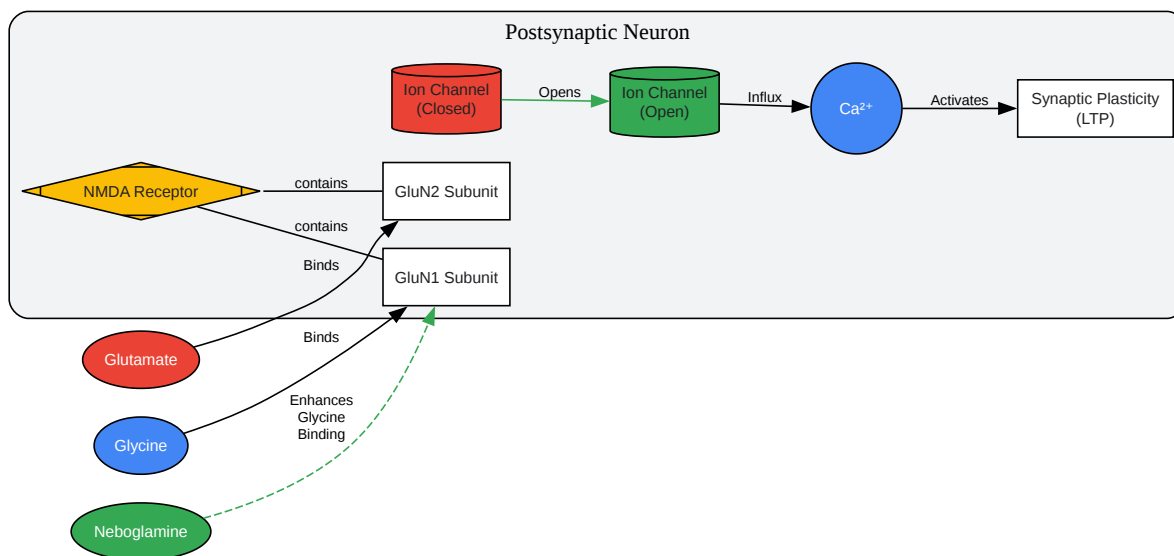 Postsynaptic Neuron
Ion Channel
(Closed)
Opens
Ion Channel
(Open)
Influx
Ca²⁺
Activates
Synaptic Plasticity
(LTP)
NMDA Receptor
contains
GluN2 Subunit
contains
GluN1 Subunit
Binds
Glutamate
Binds
Glycine
Enhances
Glycine
Binding
Neboglamine